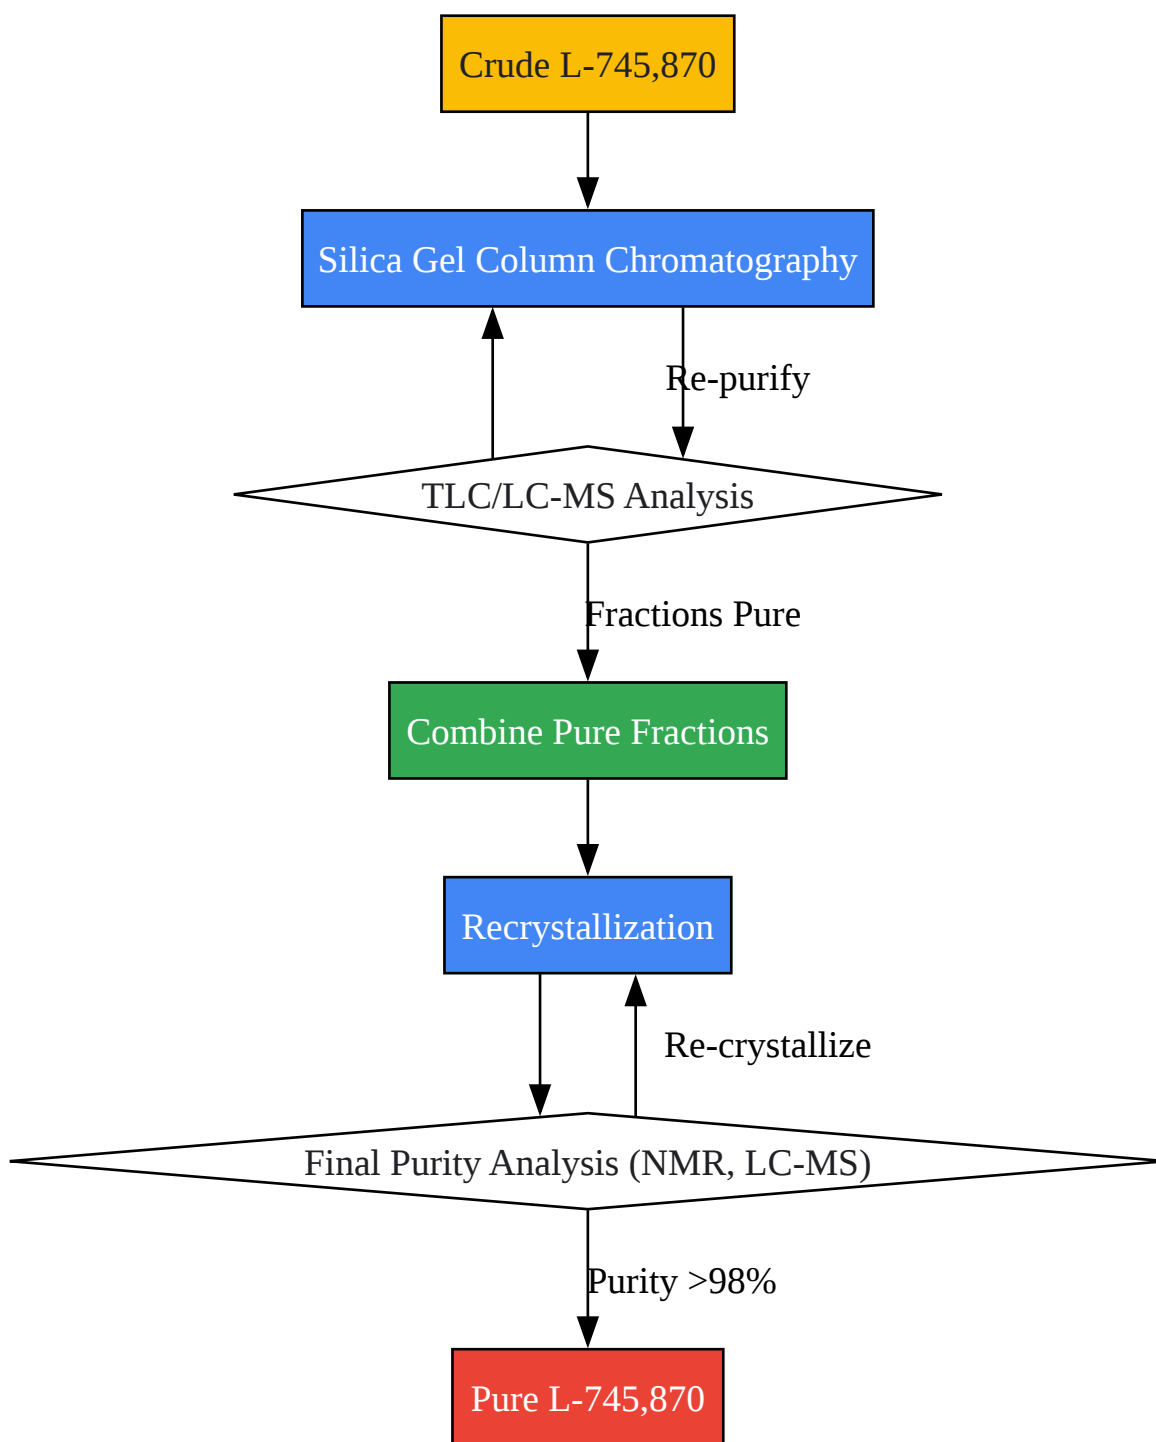 Crude L-745,870
Silica Gel Column Chromatography
Re-purify
TLC/LC-MS Analysis
Fractions Pure
Combine Pure Fractions
Recrystallization
Re-crystallize
Final Purity Analysis (NMR, LC-MS)
Purity >98%
Pure L-745,870